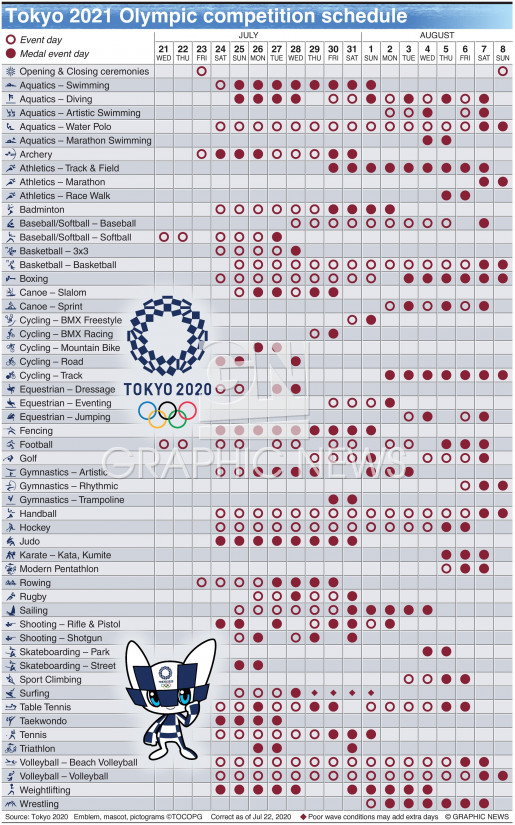 Tokyo 2021 Olympic competition schedule
Event day
Medal event day
JULY
AUGUST
21 22 23 24 25 26 27 28 29 30 31 1 2 3 4 5 6 7 8
WED THU FRI SAT SUN MON TUE WED THU FRI SAT SUN MON TUE WED THU FRI SAT SUN
Opening & Closing ceremonies
Aquatics – Swimming
Aquatics – Diving
Aquatics – Artistic Swimming
Aquatics – Water Polo
Aquatics – Marathon Swimming
Archery
Athletics – Track & Field
Athletics – Marathon
Athletics – Race Walk
Badminton
Baseball/Softball – Baseball
Baseball/Softball – Softball
Basketball – 3x3
Basketball – Basketball
Boxing
Canoe – Slalom
Canoe – Sprint
Cycling – BMX Freestyle
Cycling – BMX Racing
Cycling – Mountain Bike
Cycling – Road
Cycling – Track
Equestrian – Dressage
Equestrian – Eventing
Equestrian – Jumping
Fencing
Football
Golf
Gymnastics – Artistic
Gymnastics – Rhythmic
Gymnastics – Trampoline
Handball
Hockey
Judo
Karate – Kata, Kumite
Modern Pentathlon
Rowing
Rugby
Sailing
Shooting – Rifle & Pistol
Shooting – Shotgun
Skateboarding – Park
Skateboarding – Street
Sport Climbing
Surfing
Table Tennis
Taekwondo
Tennis
Triathlon
Volleyball – Beach Volleyball
Volleyball – Volleyball
Weightlifting
Wrestling
TOKYO 2020
GN
GRAPHIC NEWS
Source: Tokyo 2020 Emblem, mascot, pictograms ©TOCOPG Correct as of Jul 22, 2020 Poor wave conditions may add extra days © GRAPHIC NEWS